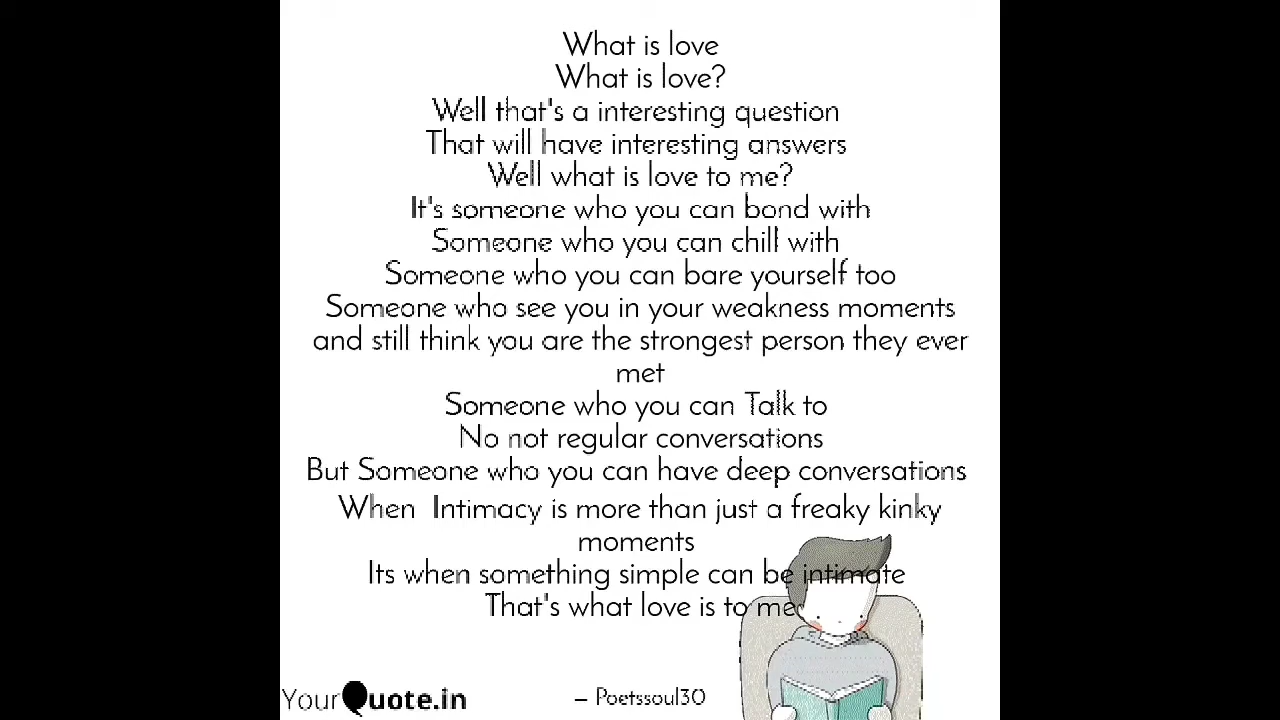 What is love
What is love?
Well that's a interesting question
That will have interesting answers
Well what is love to me?
It's someone who you can bond with
Someone who you can chill with
Someone who you can bare yourself too
Someone who see you in your weakness moments
and still think you are the strongest person they ever
met
Someone who you can Talk to
No not regular conversations
But Someone who you can have deep conversations
When Intimacy is more than just a freaky kinky
moments
Its when something simple can be intimate
That's what love is to me
YourQuote.in
– Poetssoul30